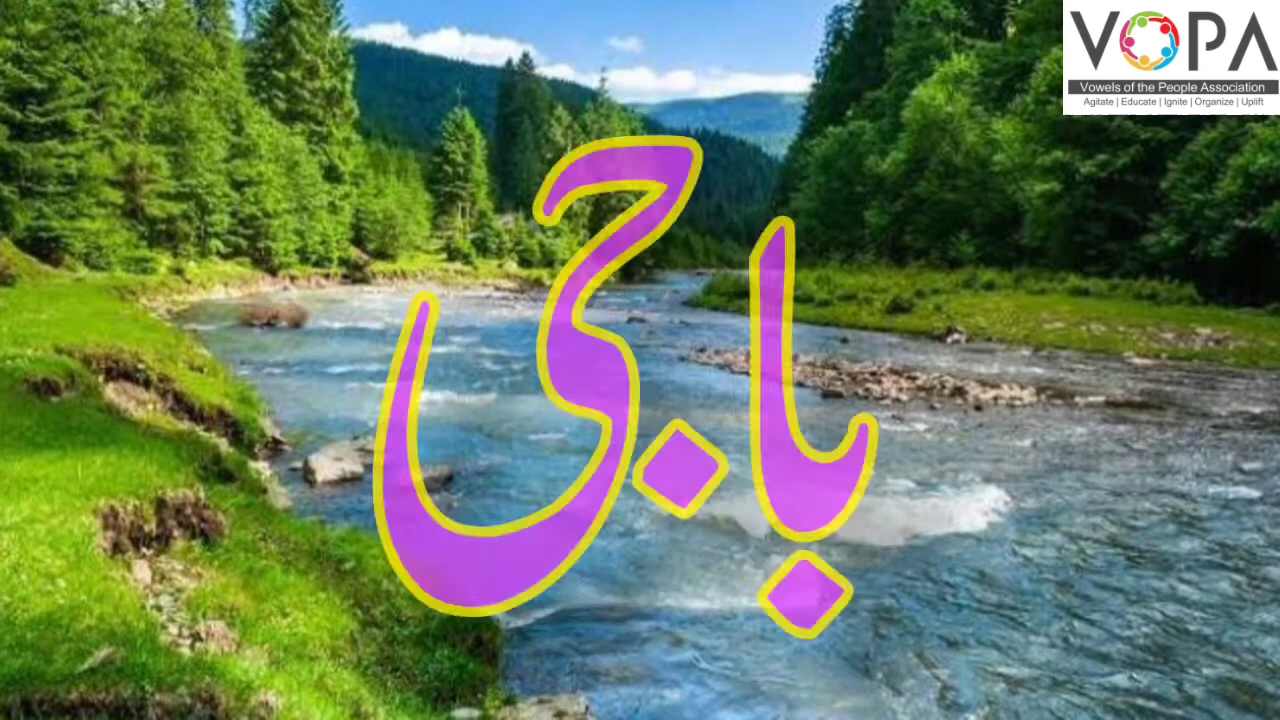 VOPA
Vowels of the People Association
Agitate | Educate | Ignite | Organize | Uplift
باجی